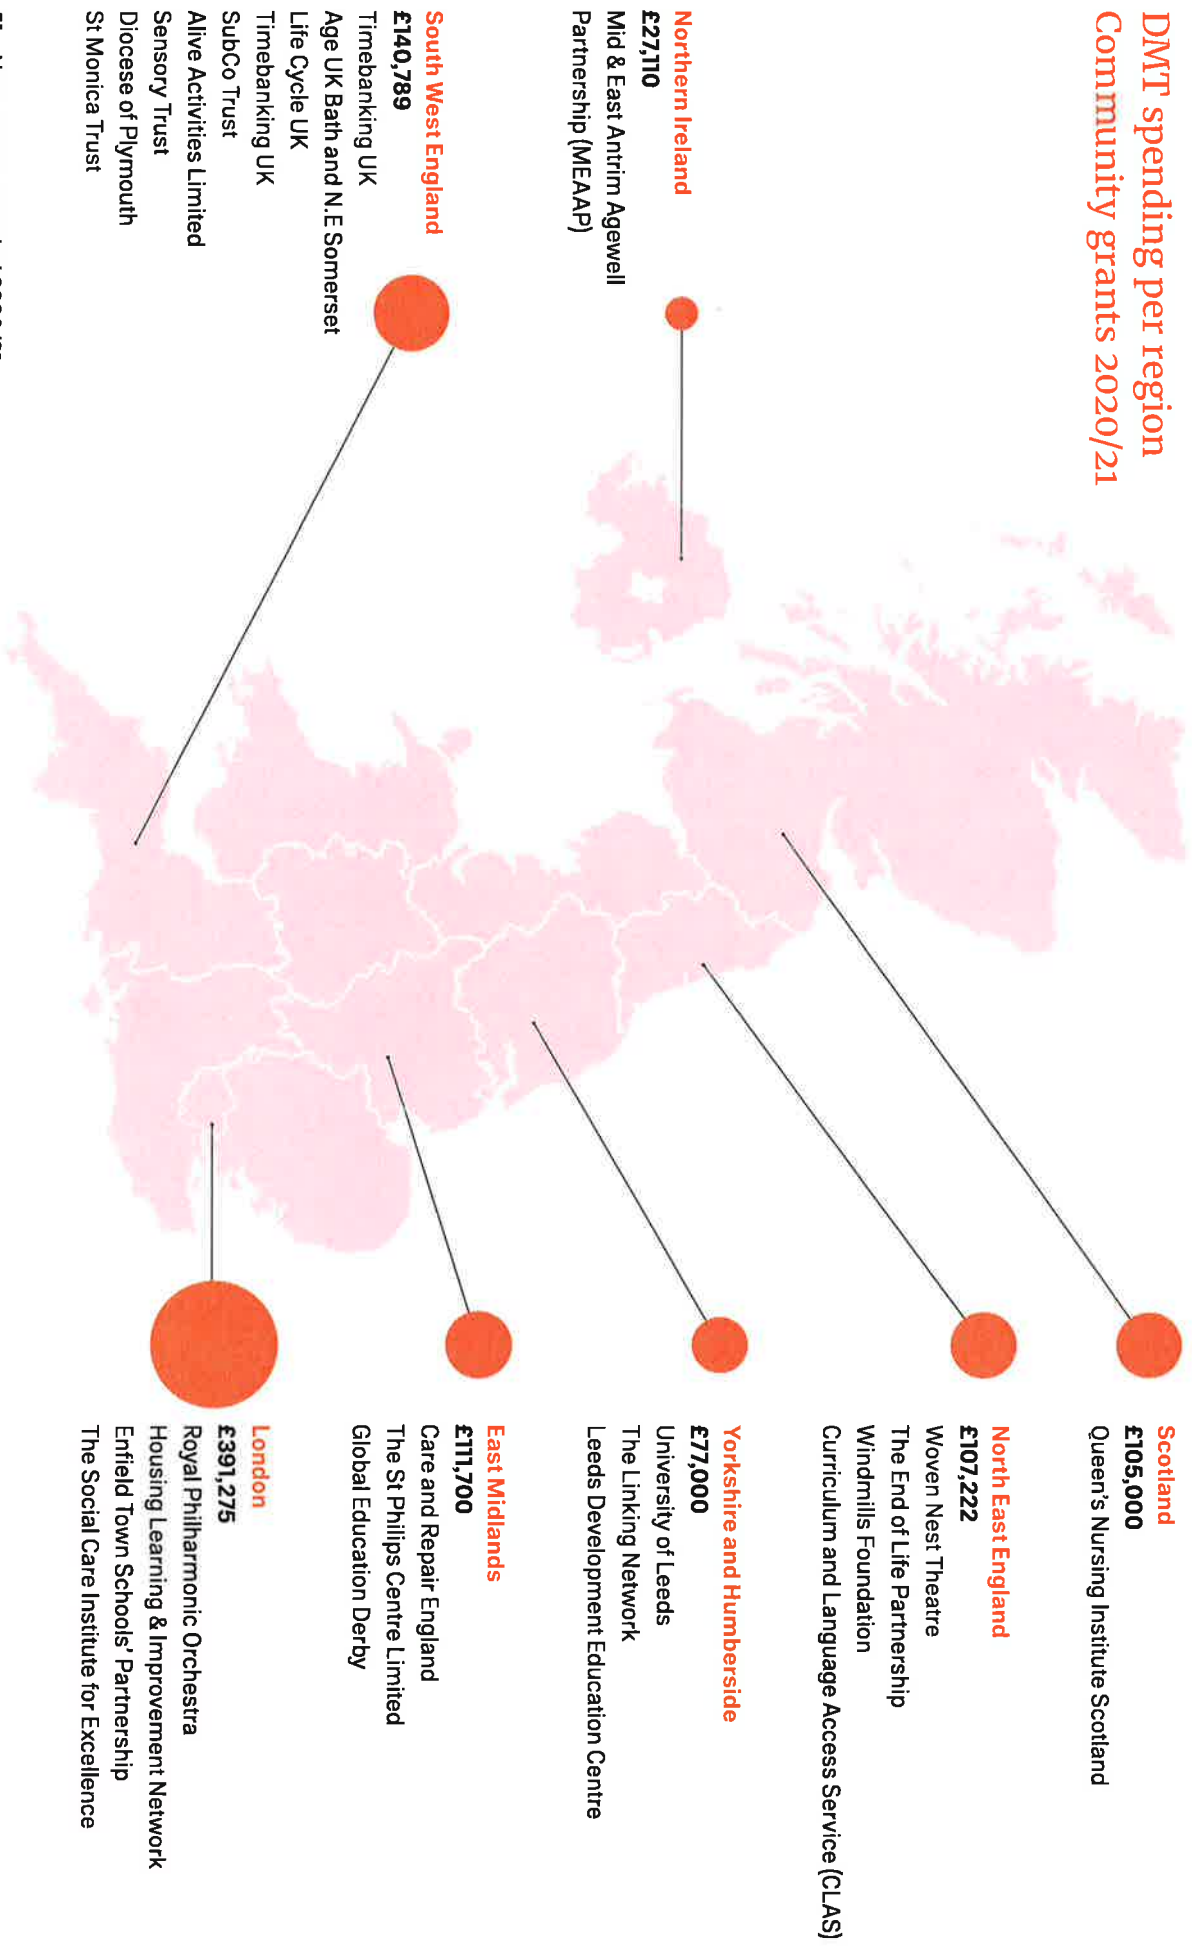 DMT spending per region
Community grants 2020/21
Northern Ireland
£27,110
Mid & East Antrim Agewell
Partnership (MEAAP)
South West England
£140,789
Timebanking UK
Age UK Bath and N.E Somerset
Life Cycle UK
Timebanking UK
SubCo Trust
Alive Activities Limited
Sensory Trust
Diocese of Plymouth
St Monica Trust
Scotland
£105,000
Queen's Nursing Institute Scotland
North East England
£107,222
Woven Nest Theatre
The End of Life Partnership
Windmills Foundation
Curriculum and Language Access Service (CLAS)
Yorkshire and Humberside
£77,000
University of Leeds
The Linking Network
Leeds Development Education Centre
East Midlands
£111,700
Care and Repair England
The St Philips Centre Limited
Global Education Derby
London
£391,275
Royal Philharmonic Orchestra
Housing Learning & Improvement Network
Enfield Town Schools' Partnership
The Social Care Institute for Excellence